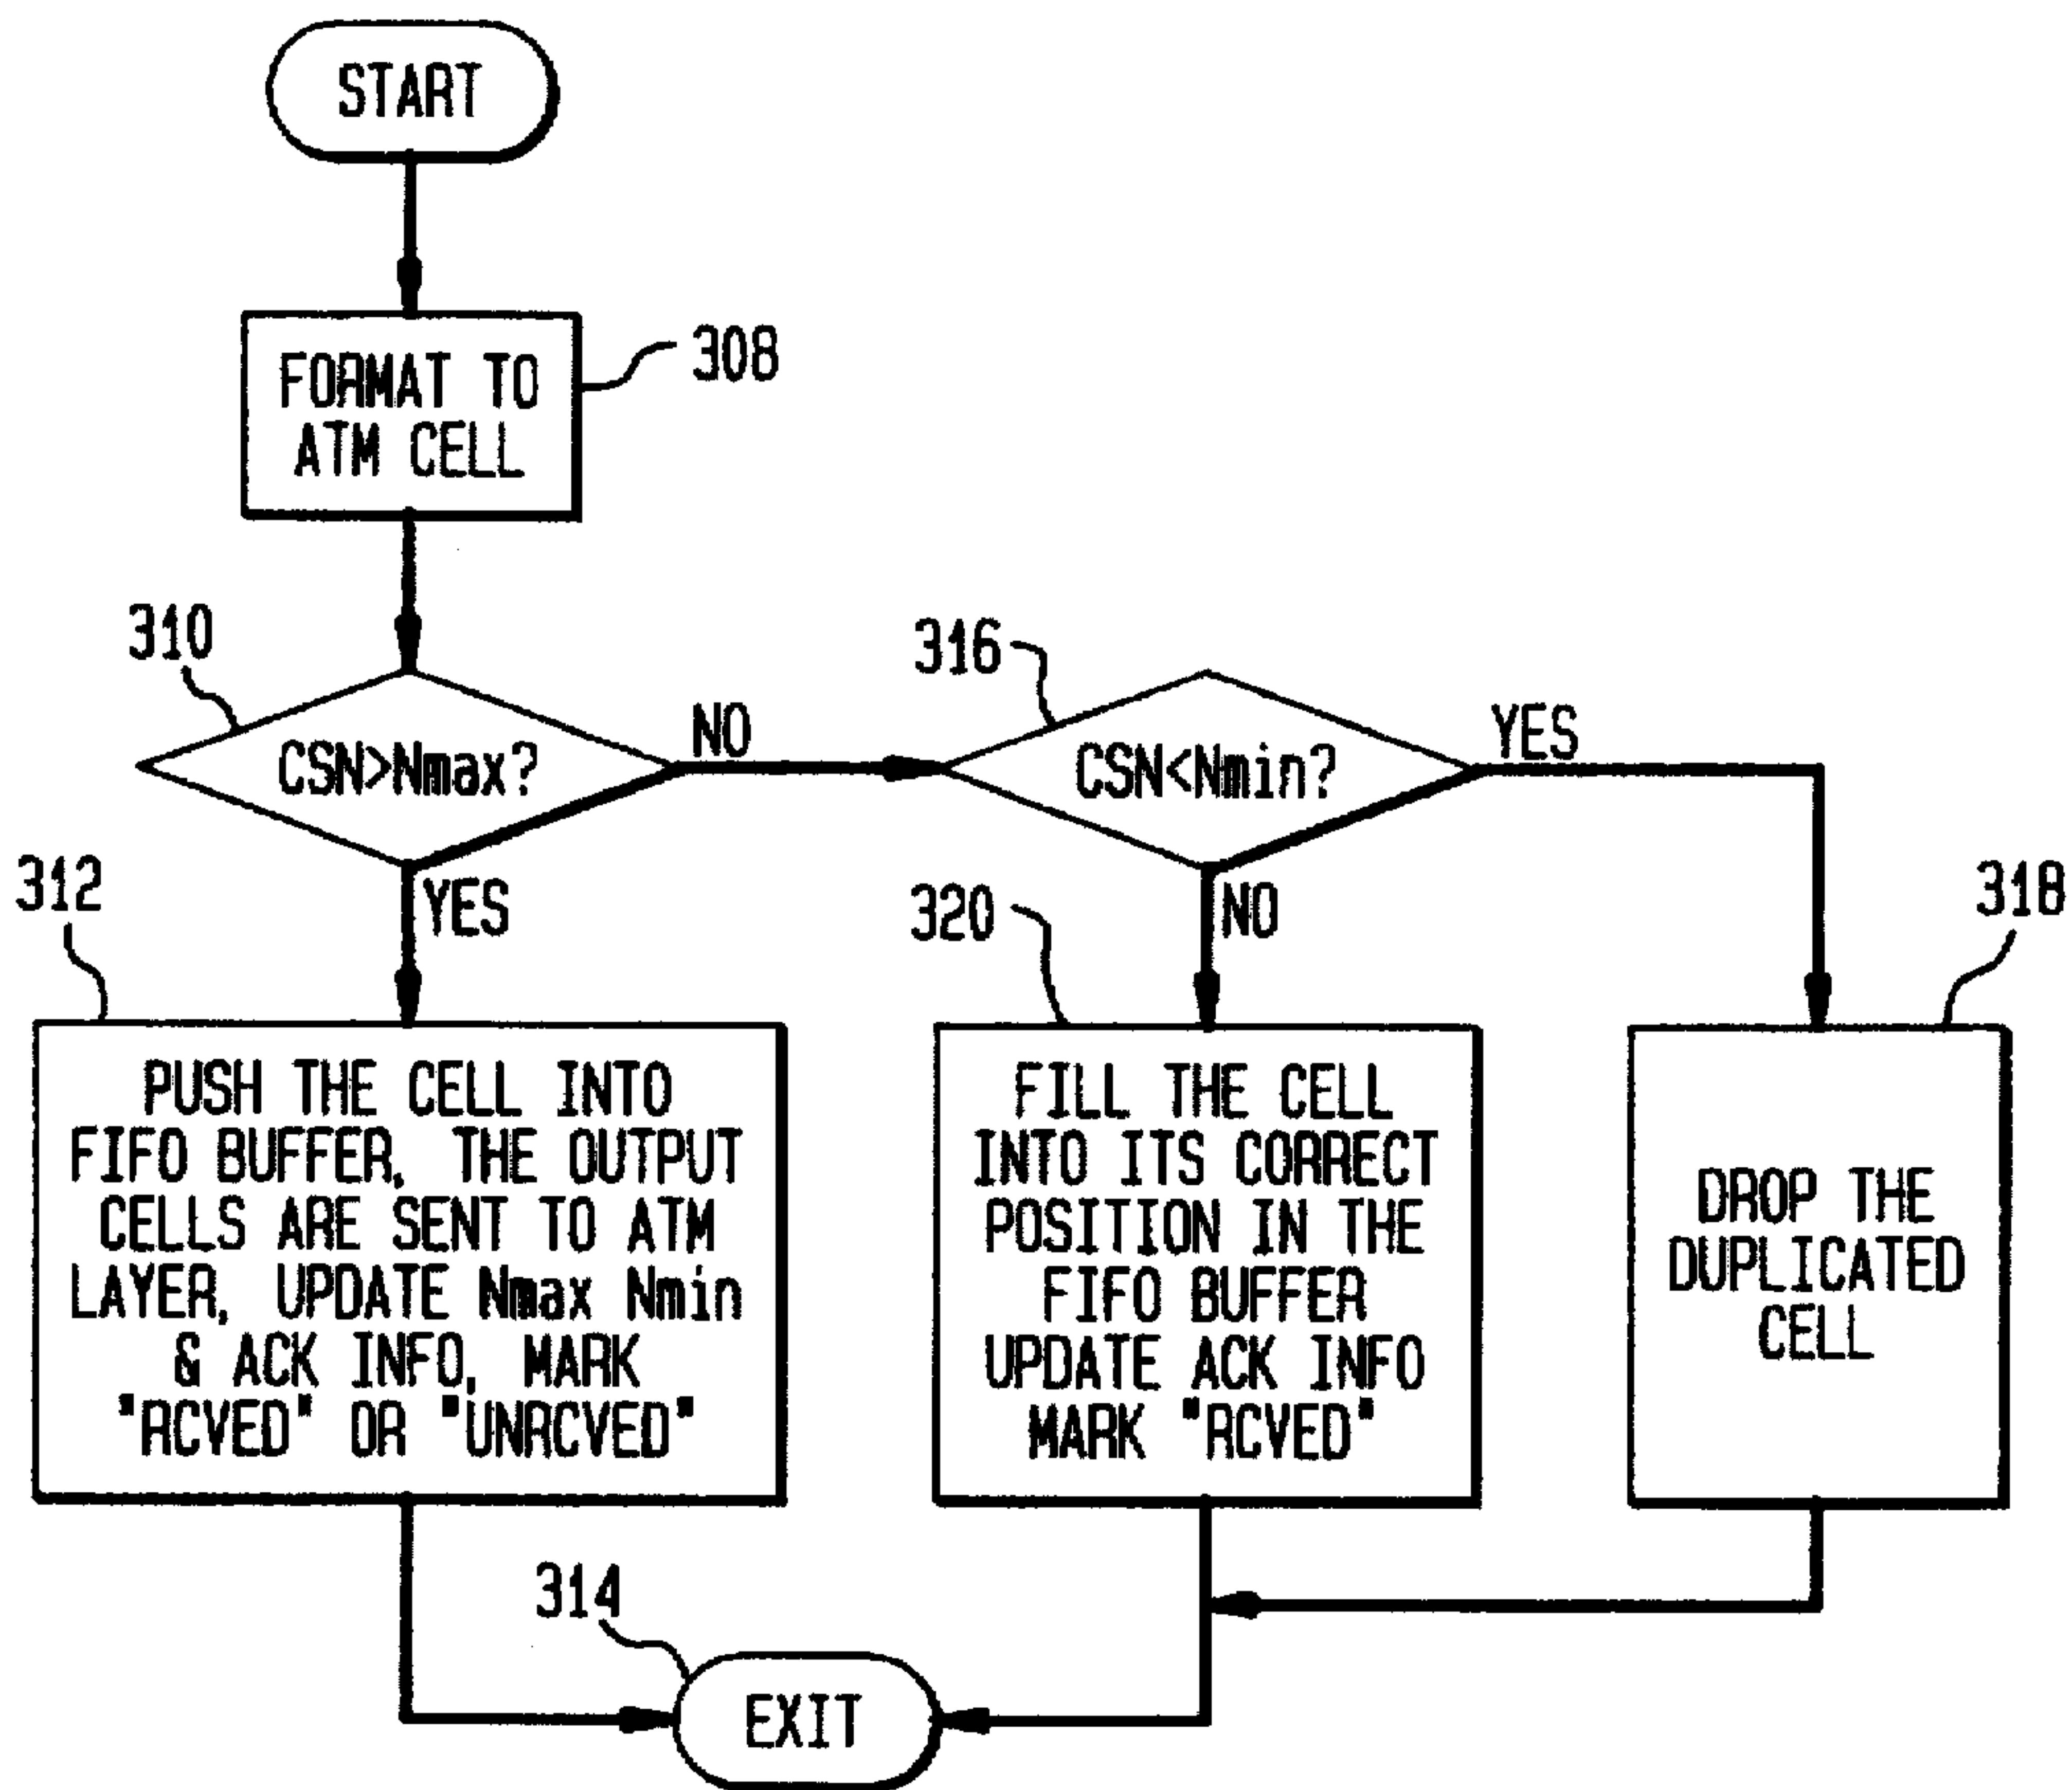 START
FORMAT TO
ATM CELL
308
310
CSN>Nmax?
NO
YES
316
CSN<Nmin?
YES
NO
312
PUSH THE CELL INTO
FIFO BUFFER, THE OUTPUT
CELLS ARE SENT TO ATM
LAYER, UPDATE Nmax Nmin
& ACK INFO, MARK
"RCVED" OR "UNRCVED"
320
FILL THE CELL
INTO ITS CORRECT
POSITION IN THE
FIFO BUFFER
UPDATE ACK INFO
MARK "RCVED"
318
DROP THE
DUPLICATED
CELL
314
EXIT